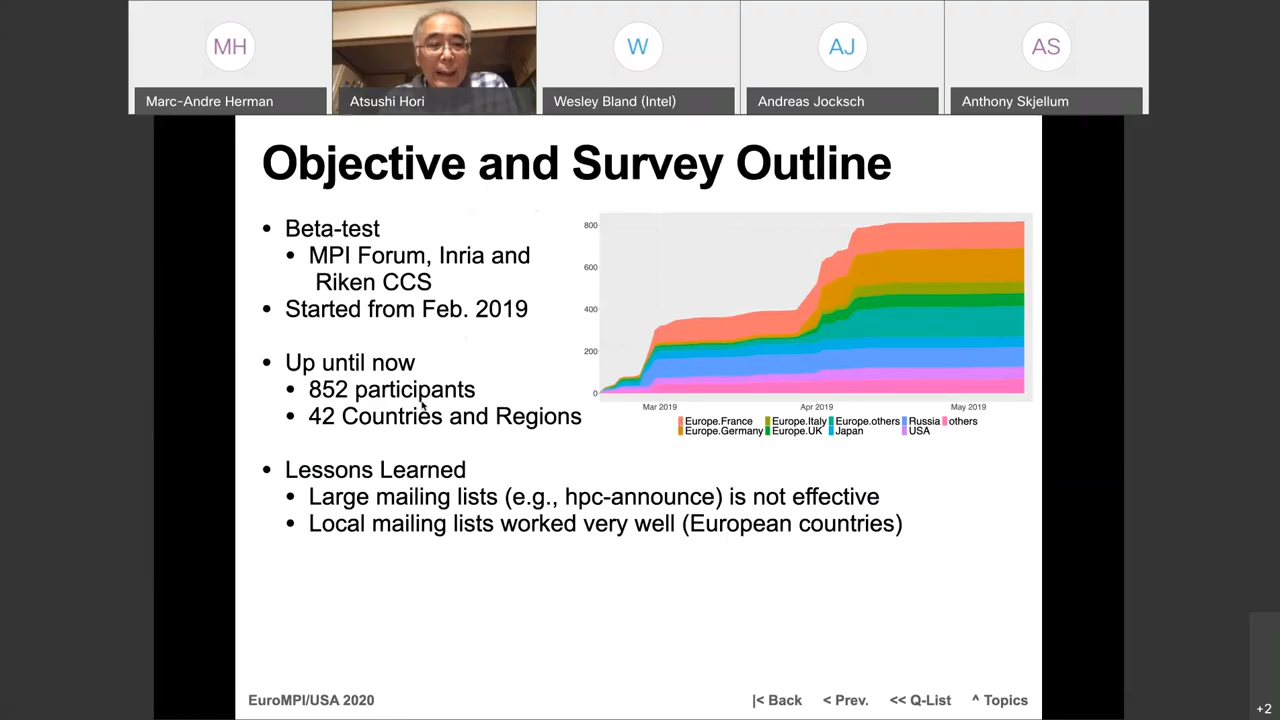 MH
W
AJ
AS
Marc-Andre Herman
Atsushi Hori
Wesley Bland (Intel)
Andreas Jocksch
Anthony Skjellum
Objective and Survey Outline
• Beta-test
• MPI Forum, Inria and
Riken CCS
• Started from Feb. 2019
• Up until now
• 852 participants
• 42 Countries and Regions
800
600
400
200
0
Mar 2019
Apr 2019
May 2019
Europe.France
Europe.Italy
Europe.others
Russia
others
Europe.Germany
Europe.UK
Japan
USA
• Lessons Learned
• Large mailing lists (e.g., hpc-announce) is not effective
• Local mailing lists worked very well (European countries)
EuroMPI/USA 2020
|< Back
< Prev.
<< Q-List
^ Topics
+2